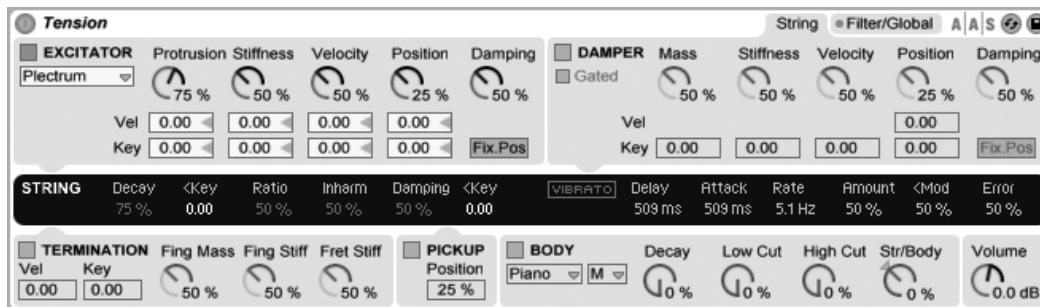 Tension String Filter/Global A A S
EXCITATOR Protrusion Stiffness Velocity Position Damping DAMPER Mass Stiffness Velocity Position Damping
Plectrum 75 % 50 % 50 % 25 % 50 % Gated 50 % 50 % 50 % 25 % 50 %
Vel 0.00 0.00 0.00 0.00 Vel 0.00
Key 0.00 0.00 0.00 0.00 Fix.Pos Key 0.00 0.00 0.00 0.00 Fix.Pos
STRING Decay <Key Ratio Inharm Damping <Key VIBRATO Delay Attack Rate Amount <Mod Error
75 % 0.00 50 % 50 % 50 % 0.00 509 ms 509 ms 5.1 Hz 50 % 50 % 50 %
TERMINATION Fing Mass Fing Stiff Fret Stiff PICKUP BODY Decay Low Cut High Cut Str/Body Volume
Vel Key Position Piano M
0.00 0.00 50 % 50 % 50 % 25 % 0 % 0 % 0 % 0 % 0.0 dB